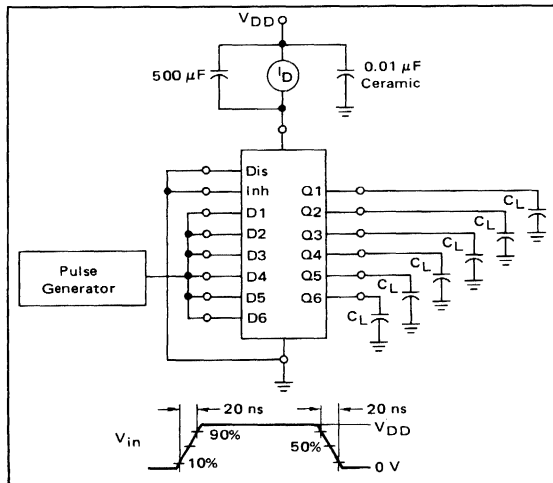 VDD
500 µF
ID
0.01 µF
Ceramic
Dis
Inh
D1
D2
D3
D4
D5
D6
Q1
Q2
Q3
Q4
Q5
Q6
CL
CL
CL
CL
CL
CL
Pulse
Generator
20 ns
20 ns
Vin
90%
10%
50%
VDD
0 V